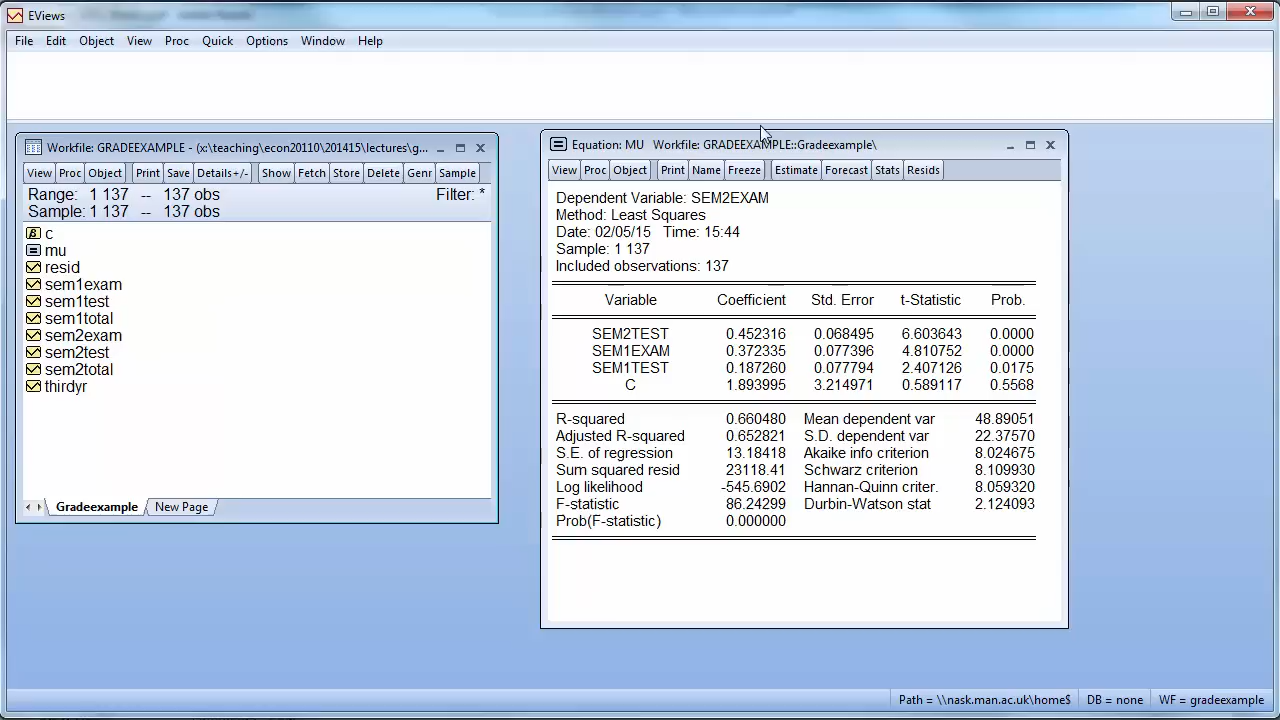 EViews
File Edit Object View Proc Quick Options Window Help
Workfile: GRADEEXAMPLE - (x:\teaching\econ20110\201415\lectures\g...
View Proc Object Print Save Details+/- Show Fetch Store Delete Genr Sample
Range: 1 137 -- 137 obs Filter: *
Sample: 1 137 -- 137 obs
c
mu
resid
sem1exam
sem1test
sem1total
sem2exam
sem2test
sem2total
thirdyr
Gradeexample New Page
Equation: MU Workfile: GRADEEXAMPLE::Gradeexample\
View Proc Object Print Name Freeze Estimate Forecast Stats Resids
Dependent Variable: SEM2EXAM
Method: Least Squares
Date: 02/05/15 Time: 15:44
Sample: 1 137
Included observations: 137
Variable Coefficient Std. Error t-Statistic Prob.
SEM2TEST 0.452316 0.068495 6.603643 0.0000
SEM1EXAM 0.372335 0.077396 4.810752 0.0000
SEM1TEST 0.187260 0.077794 2.407126 0.0175
C 1.893995 3.214971 0.589117 0.5568
R-squared 0.660480 Mean dependent var 48.89051
Adjusted R-squared 0.652821 S.D. dependent var 22.37570
S.E. of regression 13.18418 Akaike info criterion 8.024675
Sum squared resid 23118.41 Schwarz criterion 8.109930
Log likelihood -545.6902 Hannan-Quinn criter. 8.059320
F-statistic 86.24299 Durbin-Watson stat 2.124093
Prob(F-statistic) 0.000000
Path = \\nask.man.ac.uk\home$ DB = none WF = gradeexample